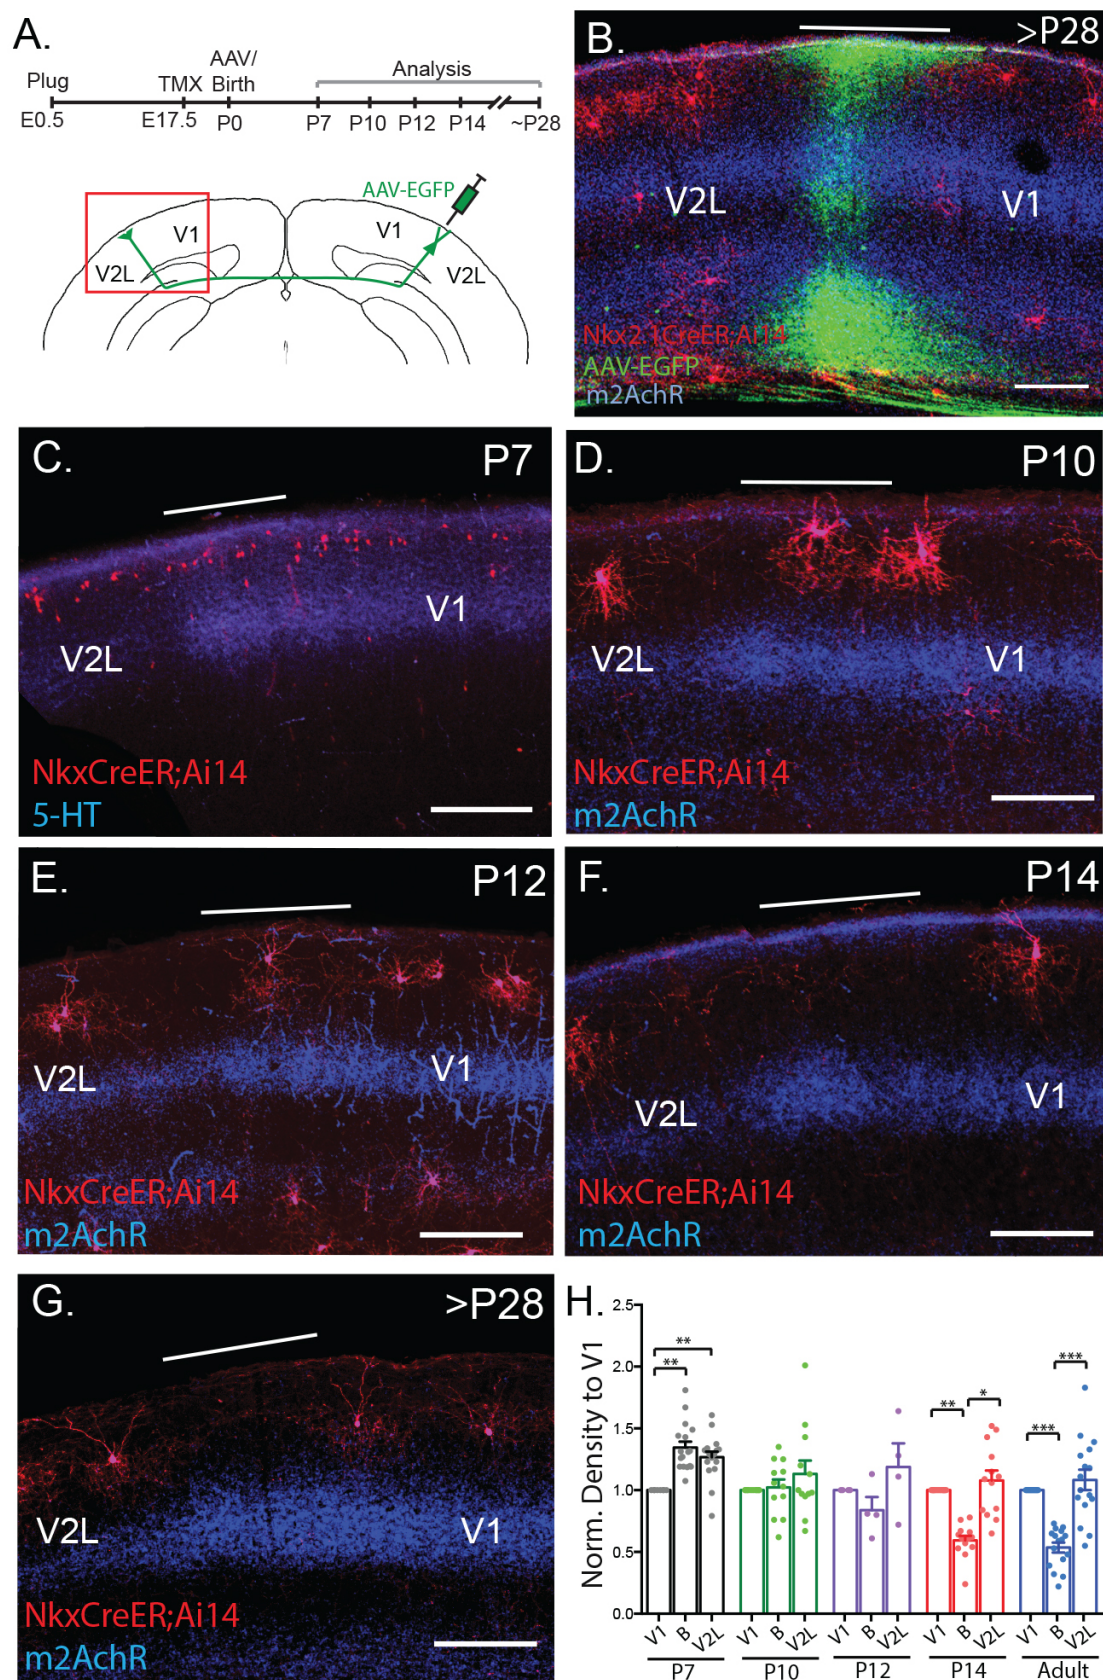 A.
AAV/
Plug TMX Birth Analysis
E0.5 E17.5 P0 P7 P10 P12 P14 ~P28
AAV-EGFP
V1 V1
V2L V2L
B. >P28
V2L V1
Nkx2.1CreER;Ai14
AAV-EGFP
m2AchR
C. P7
V1
V2L
NkxCreER;Ai14
5-HT
D. P10
V2L V1
NkxCreER;Ai14
m2AchR
E. P12
V2L V1
NkxCreER;Ai14
m2AchR
F. P14
V2L V1
NkxCreER;Ai14
m2AchR
G. >P28
V2L V1
NkxCreER;Ai14
m2AchR
H.
Norm. Density to V1
2.5
2.0
1.5
1.0
0.5
0.0
** ** ** * *** ***
V1 B V2L V1 B V2L V1 B V2L V1 B V2L V1 B V2L
P7 P10 P12 P14 Adult